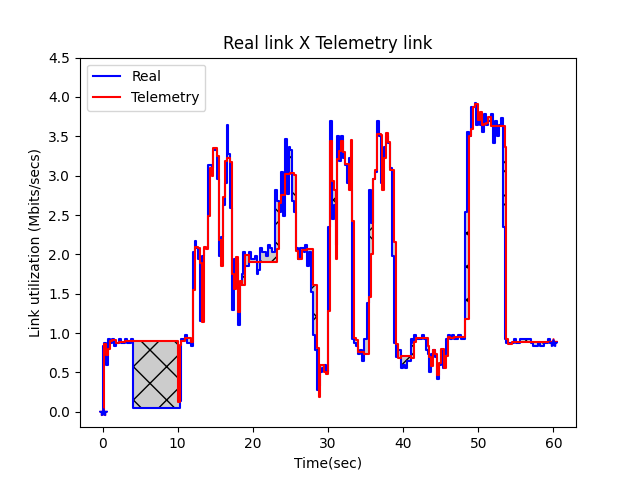 Real link X Telemetry link
Real
Telemetry
Link utilization (Mbits/secs)
4.5
4.0
3.5
3.0
2.5
2.0
1.5
1.0
0.5
0.0
0 10 20 30 40 50 60
Time(sec)